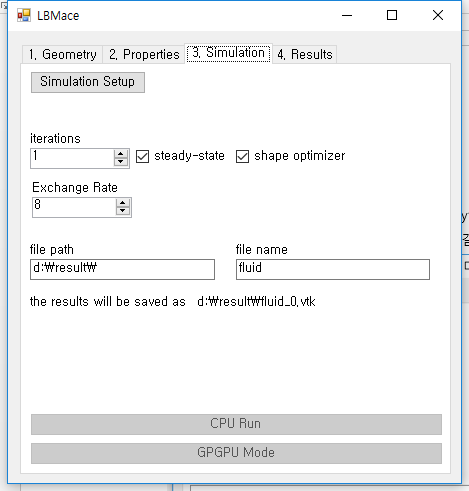 LBMace
1. Geometry 2. Properties 3. Simulation 4. Results
Simulation Setup
iterations
1 steady-state shape optimizer
Exchange Rate
8
file path file name
d:₩result₩ fluid
the results will be saved as d:₩result₩fluid_0.vtk
CPU Run
GPGPU Mode